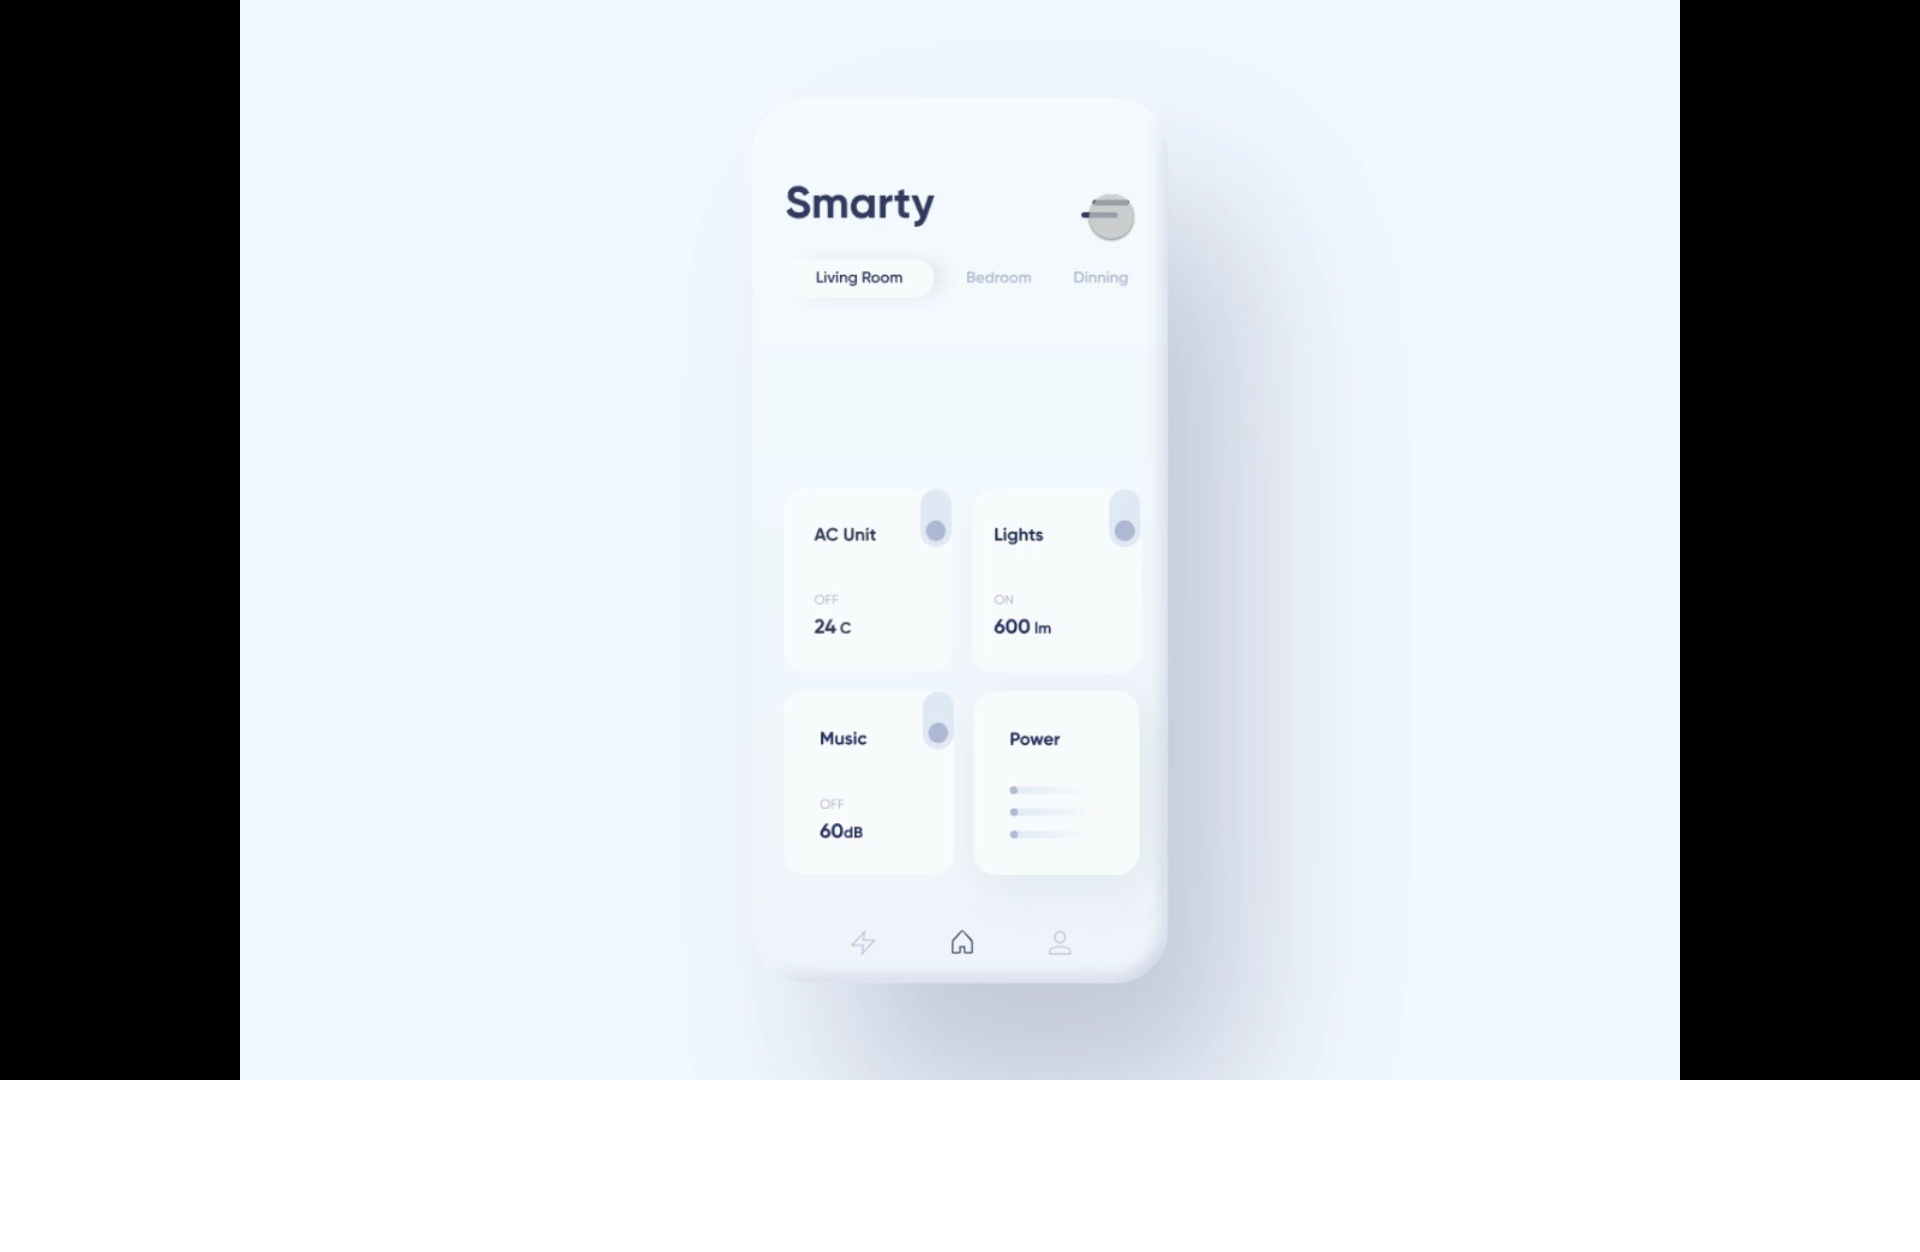 Smarty
Living Room Bedroom Dinning
AC Unit
OFF
24 C
Lights
ON
600 lm
Music
OFF
60dB
Power